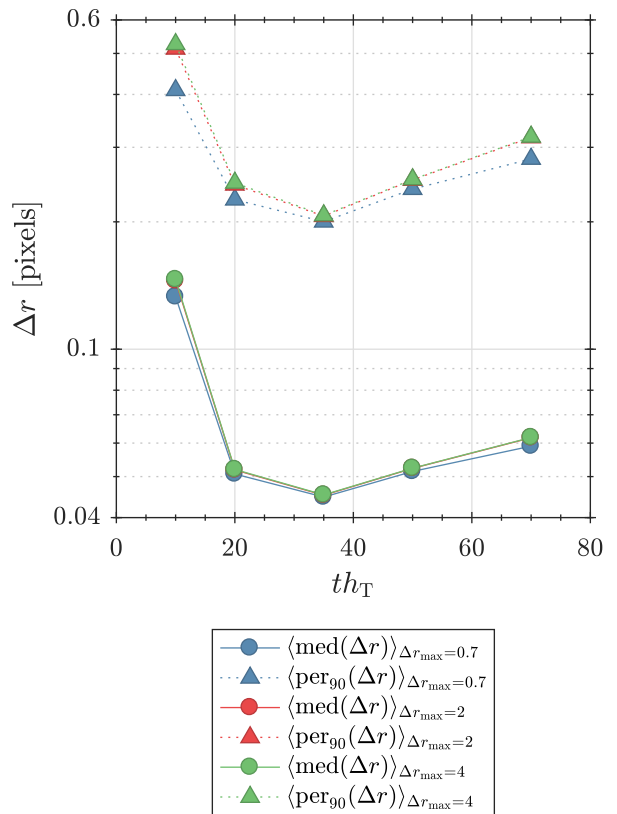 0.6
0.1
0.04
Δr [pixels]
0 20 40 60 80
th_T
⟨med(Δr)⟩_{Δr_max=0.7}
⟨per_90(Δr)⟩_{Δr_max=0.7}
⟨med(Δr)⟩_{Δr_max=2}
⟨per_90(Δr)⟩_{Δr_max=2}
⟨med(Δr)⟩_{Δr_max=4}
⟨per_90(Δr)⟩_{Δr_max=4}